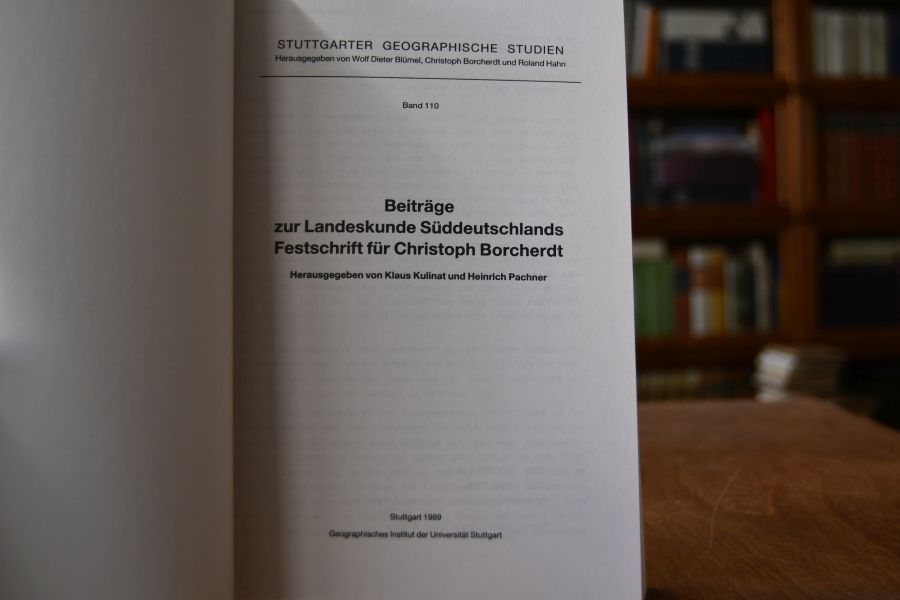 STUTTGARTER GEOGRAPHISCHE STUDIEN
Herausgegeben von Wolf Dieter Blümel, Christoph Borcherdt und Roland Hahn
Band 110
Beiträge
zur Landeskunde Süddeutschlands
Festschrift für Christoph Borcherdt
Herausgegeben von Klaus Kulinat und Heinrich Pachner
Stuttgart 1989
Geographisches Institut der Universität Stuttgart